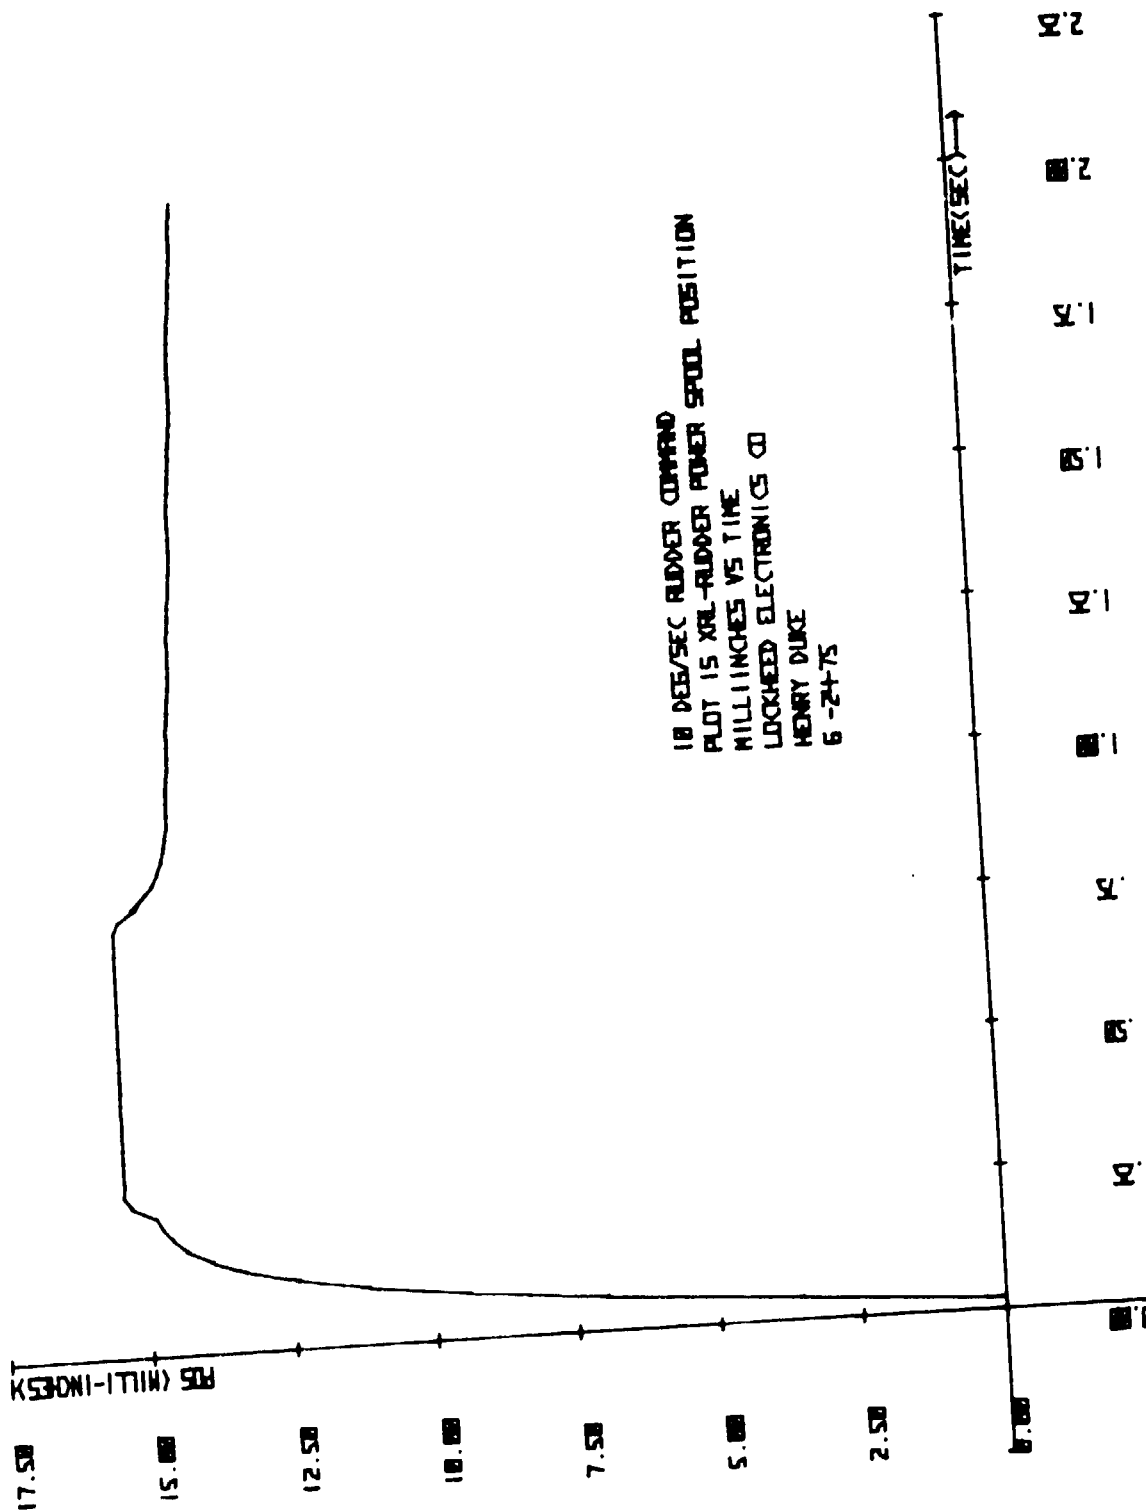 10 DEG/SEC RUDDER COMMAND
PLOT IS XRL-RUDDER POWER SPOOL POSITION
MILLIINCHES VS TIME
LOCKHEED ELECTRONICS CO
HENRY DUKE
6-24-75
POS (MILLI-INCHES)
17.50
15.00
12.50
10.00
7.50
5.00
2.50
0.00
TIME(SEC)
.25
.50
.75
1.00
1.25
1.50
1.75
2.00
2.25